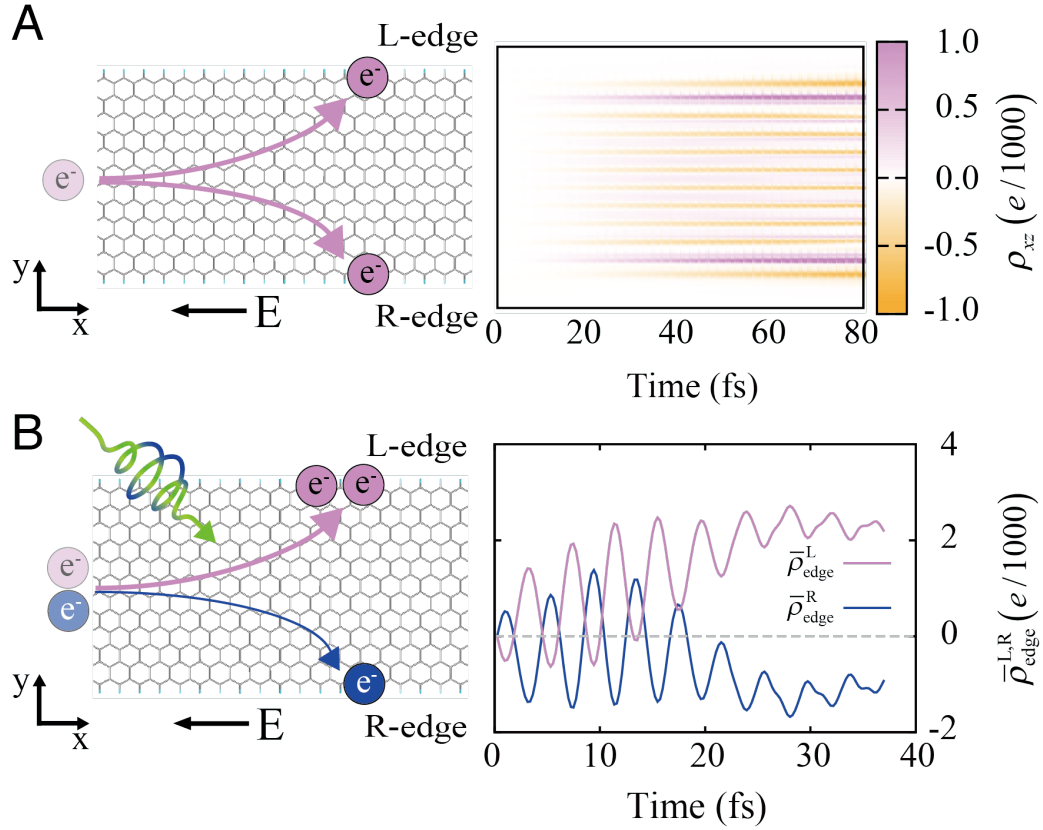 A
L-edge
e-
e-
e-
R-edge
y
x
E
1.0
0.5
0.0
-0.5
-1.0
ρxz (e /1000)
0 20 40 60 80
Time (fs)
B
L-edge
e- e-
e-
e-
e-
R-edge
y
x
E
4
2
0
-2
ρ̅Ledge
ρ̅Redge
ρ̅L,Redge (e /1000)
0 10 20 30 40
Time (fs)